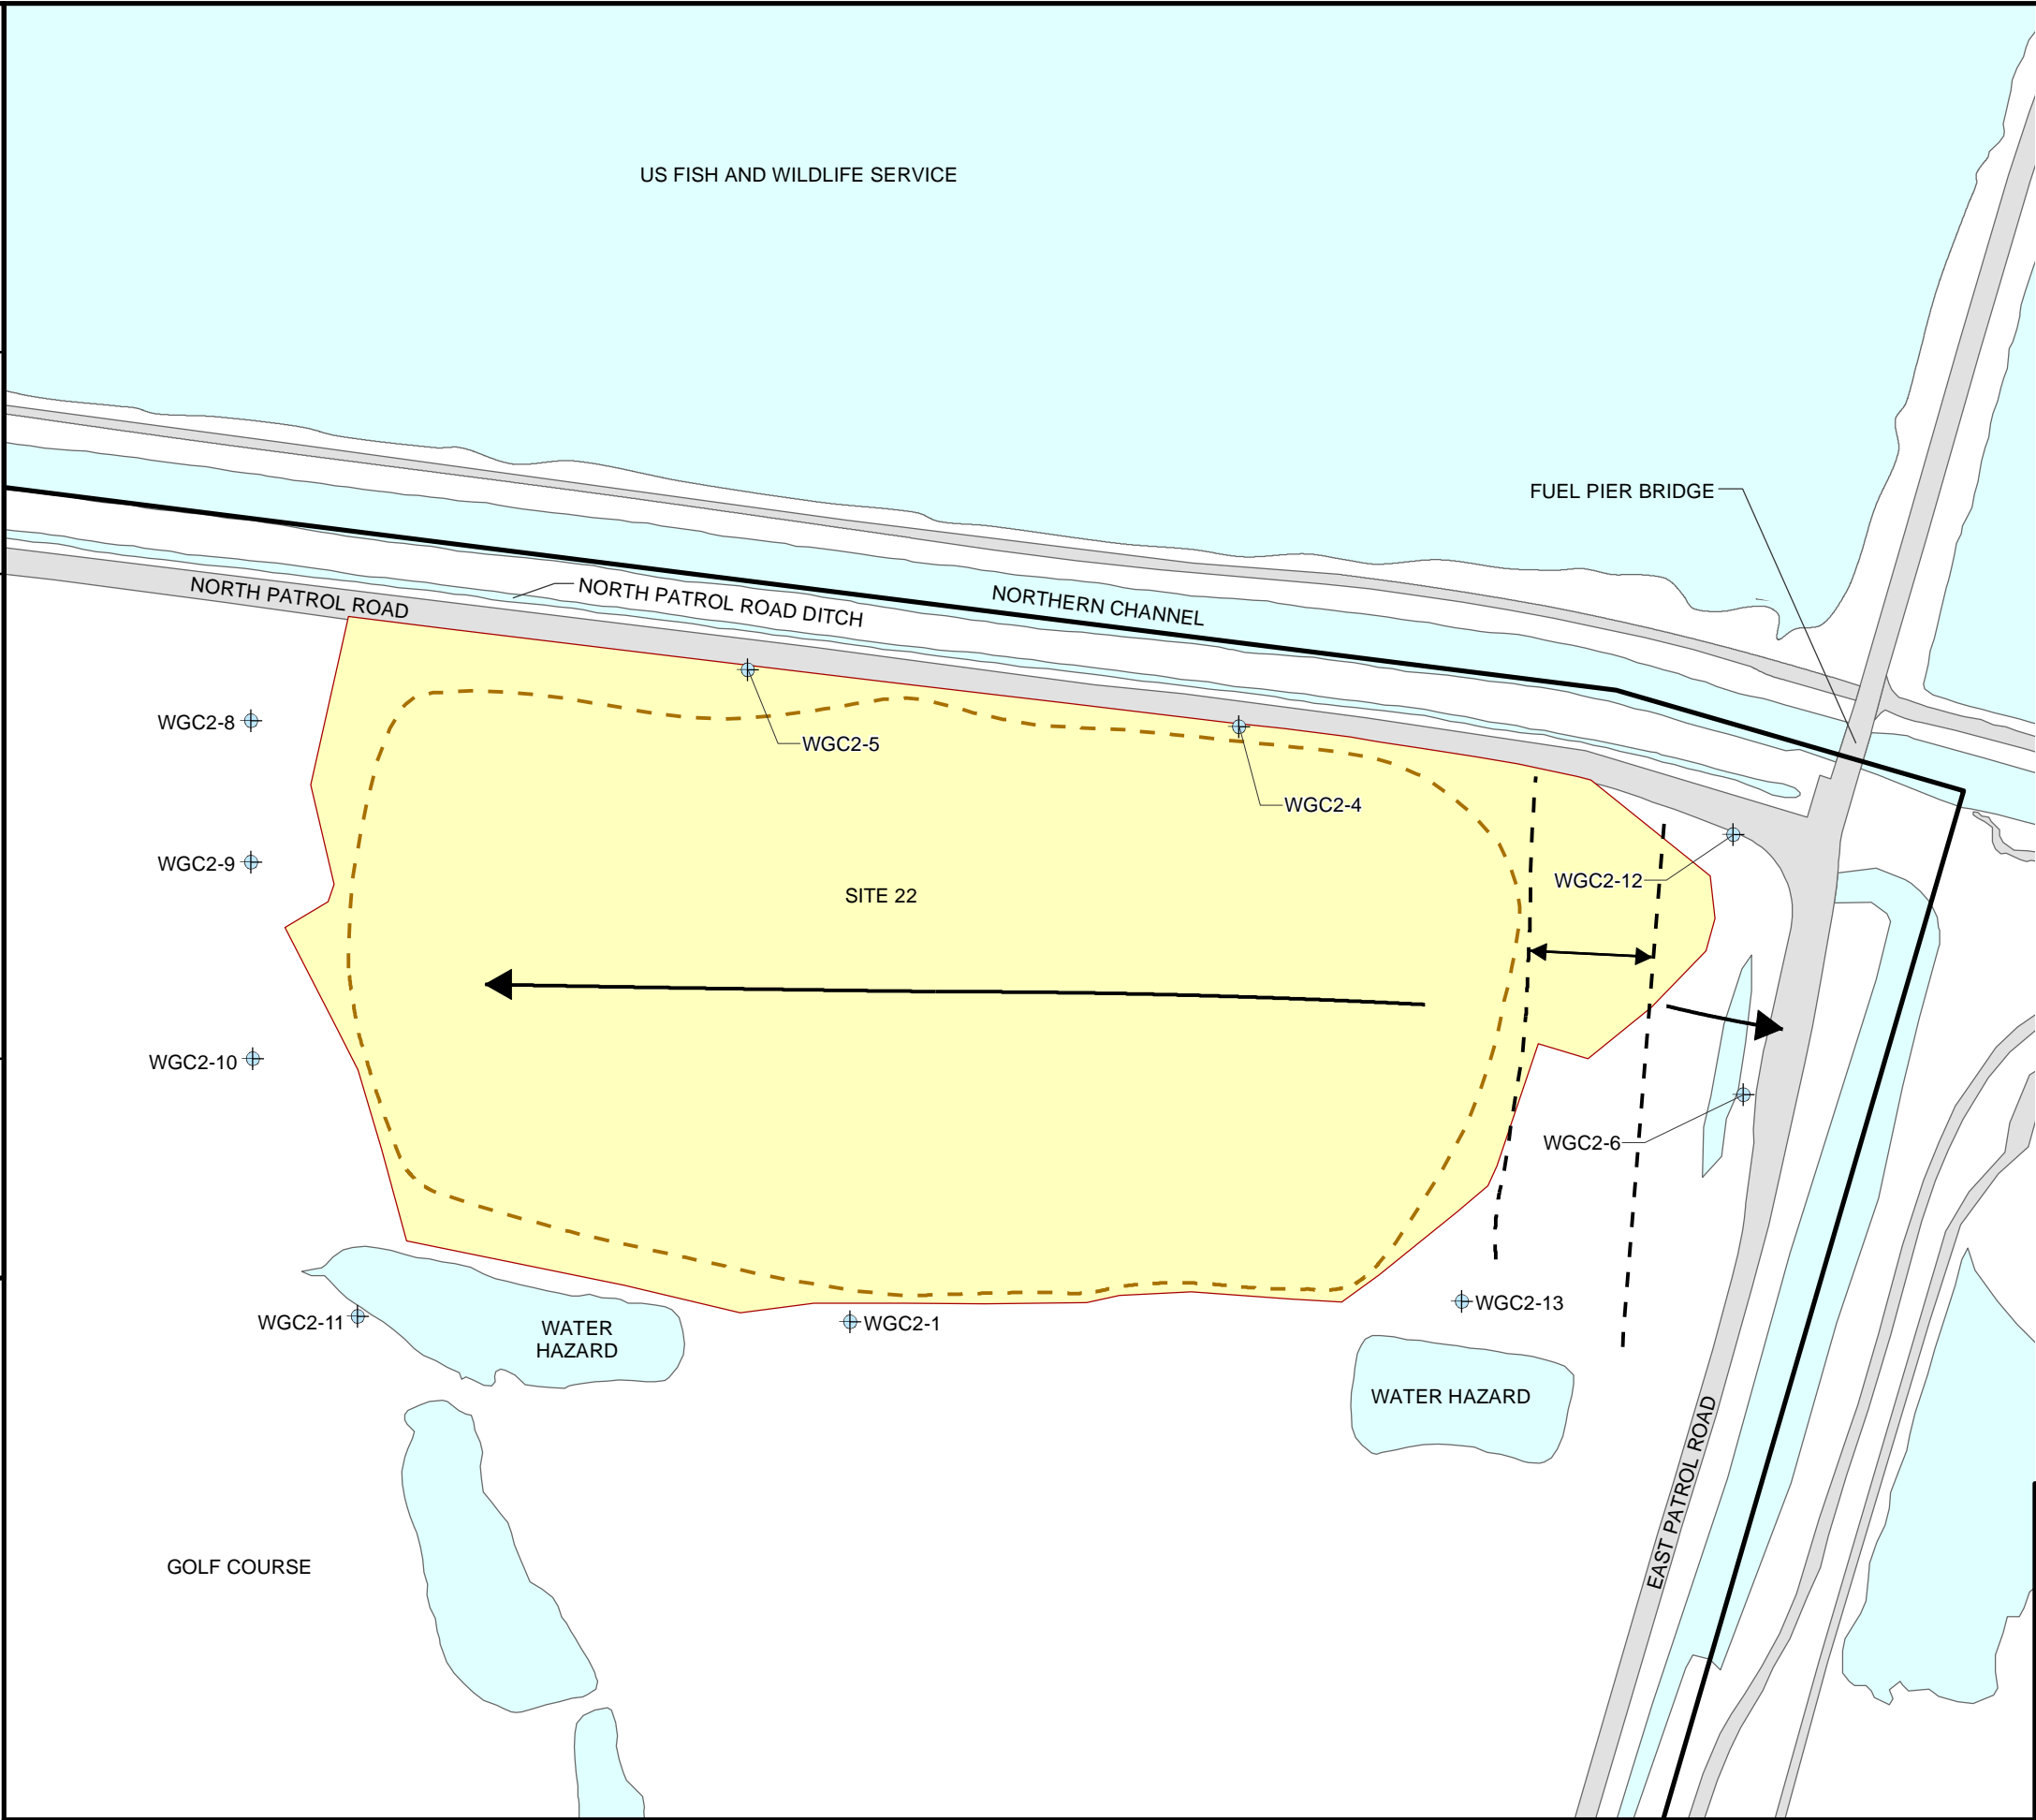 US FISH AND WILDLIFE SERVICE
FUEL PIER BRIDGE
NORTH PATROL ROAD
NORTH PATROL ROAD DITCH
NORTHERN CHANNEL
WGC2-8
WGC2-5
WGC2-4
WGC2-9
SITE 22
WGC2-12
WGC2-10
WGC2-6
WGC2-11
WATER
HAZARD
WGC2-1
WGC2-13
WATER HAZARD
EAST PATROL ROAD
GOLF COURSE